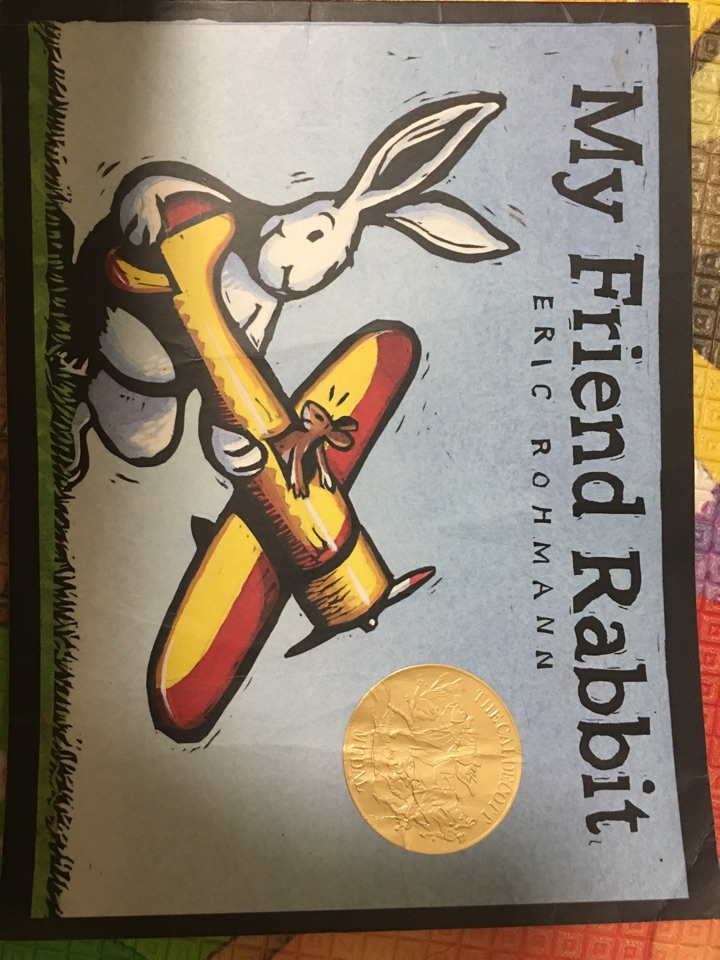 My Friend Rabbit
ERIC ROHMANN
THE CALDECOTT
MEDAL